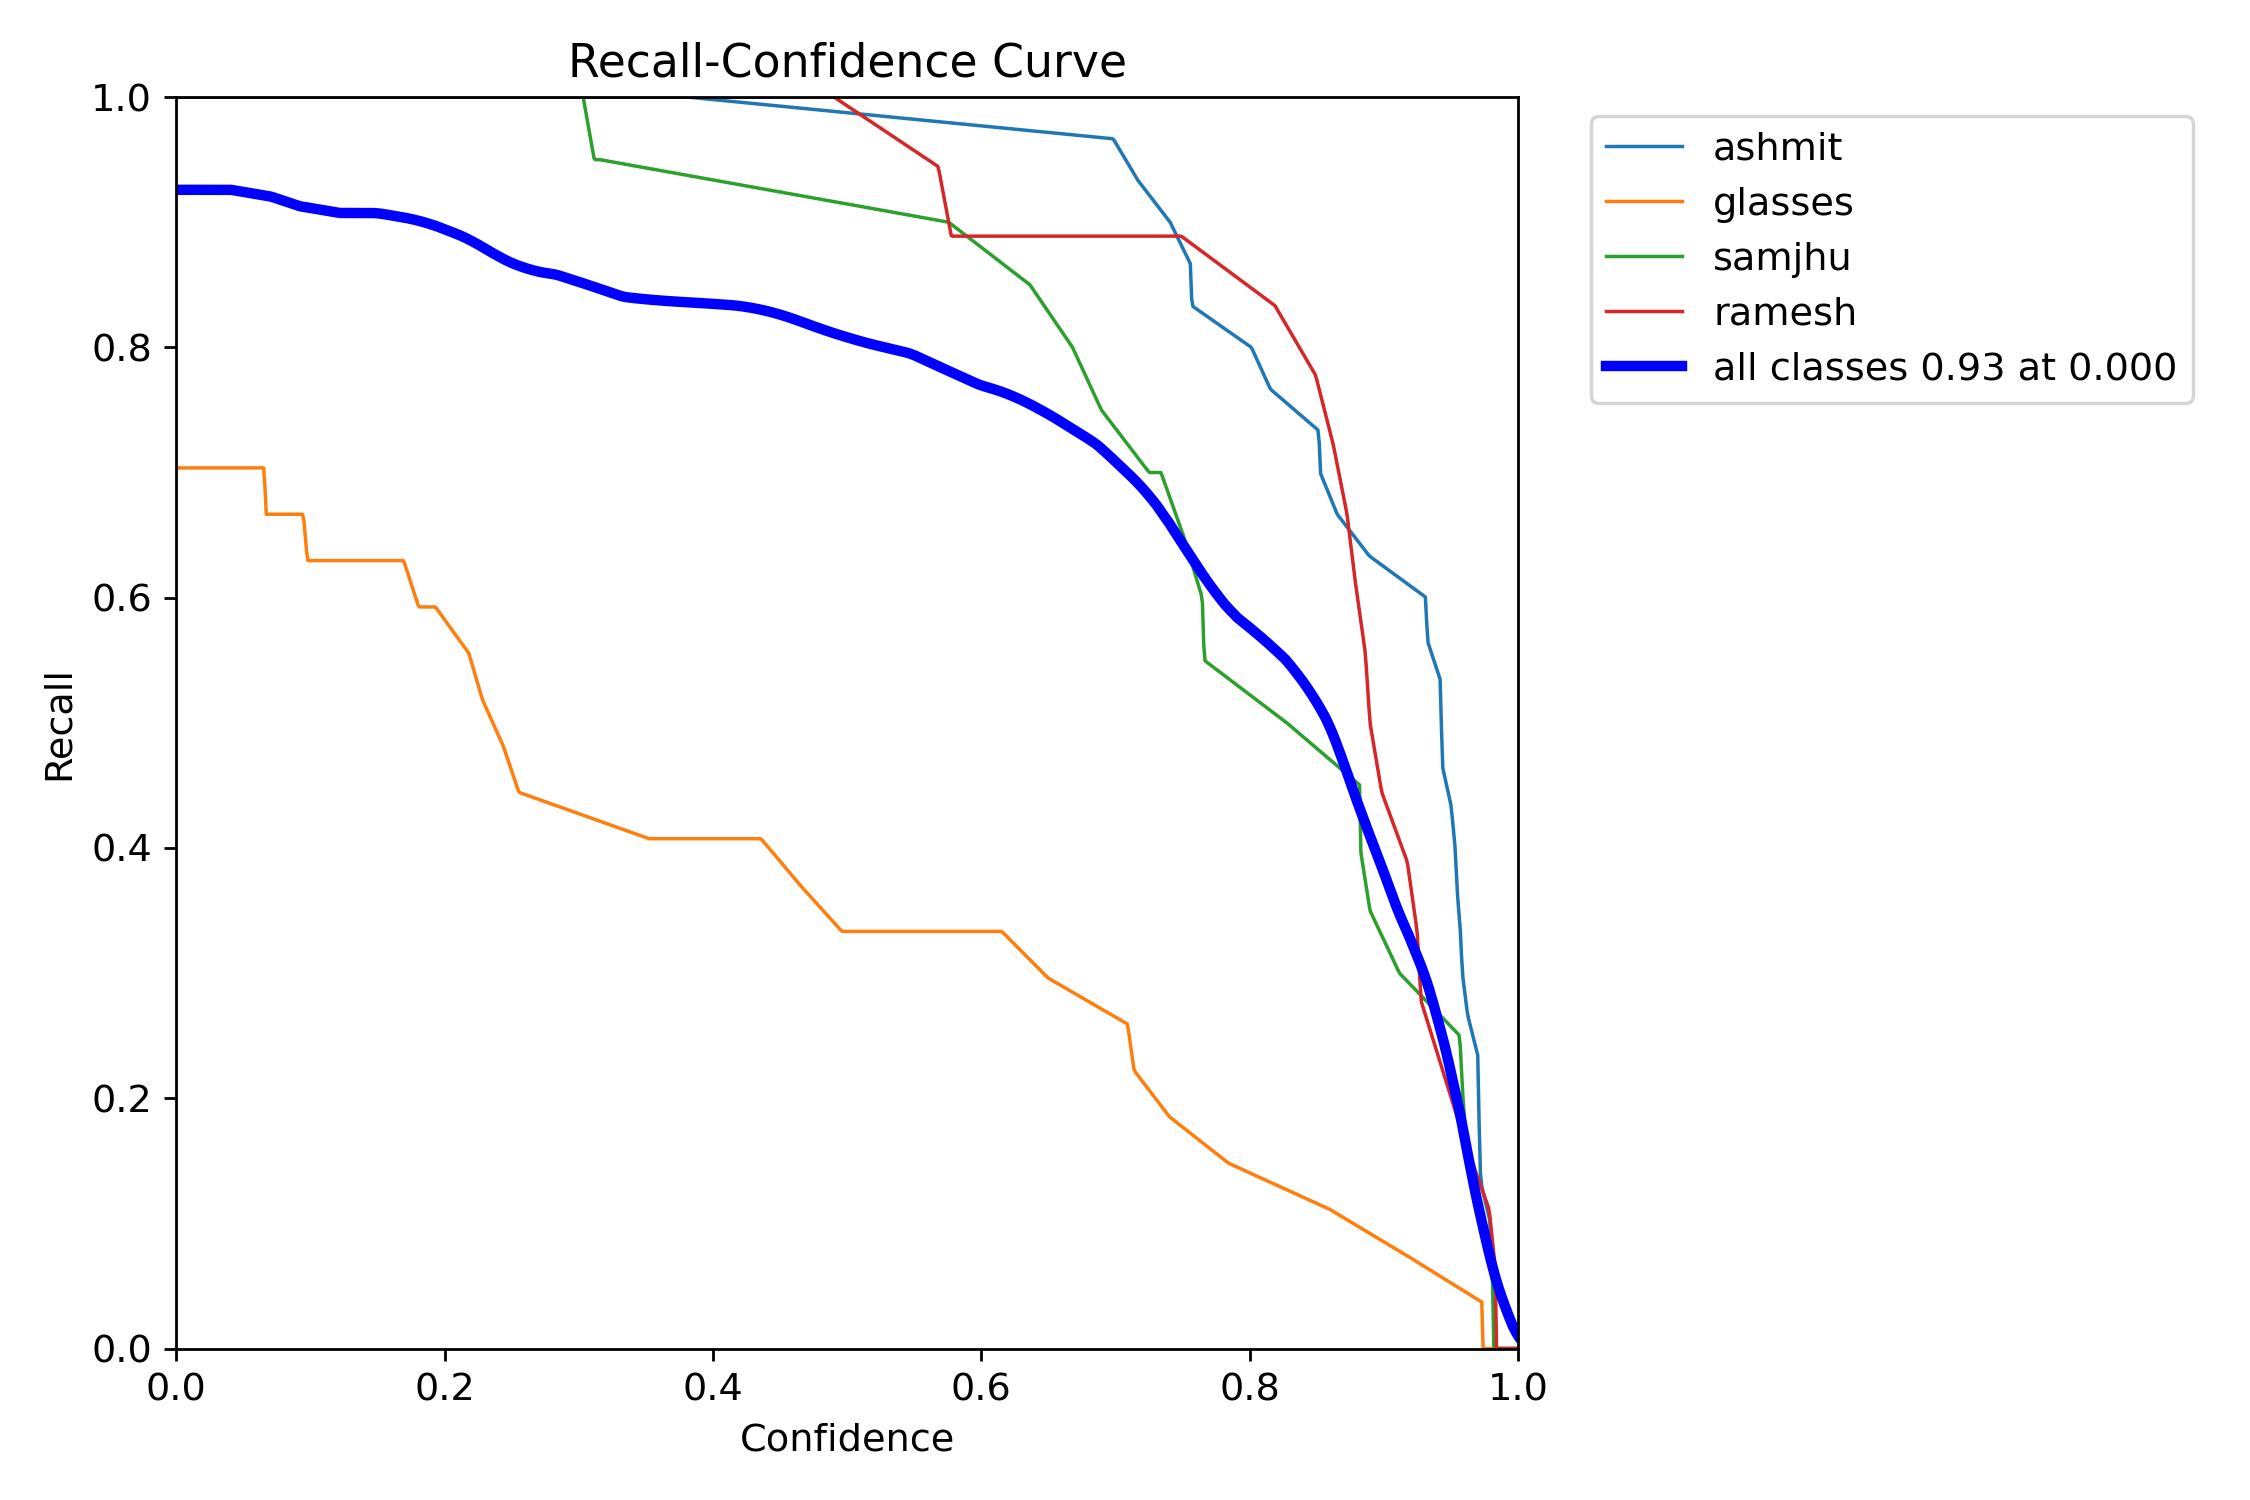 Recall-Confidence Curve
1.0
0.8
0.6
0.4
0.2
0.0
Recall
0.0 0.2 0.4 0.6 0.8 1.0
Confidence
ashmit
glasses
samjhu
ramesh
all classes 0.93 at 0.000